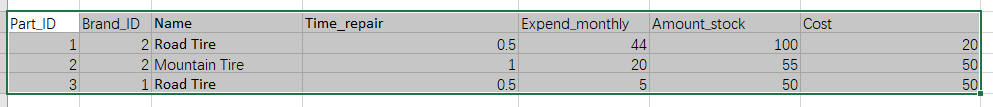 Part_ID Brand_ID Name Time_repair Expend_monthly Amount_stock Cost
1 2 Road Tire 0.5 44 100 20
2 2 Mountain Tire 1 20 55 50
3 1 Road Tire 0.5 5 50 50